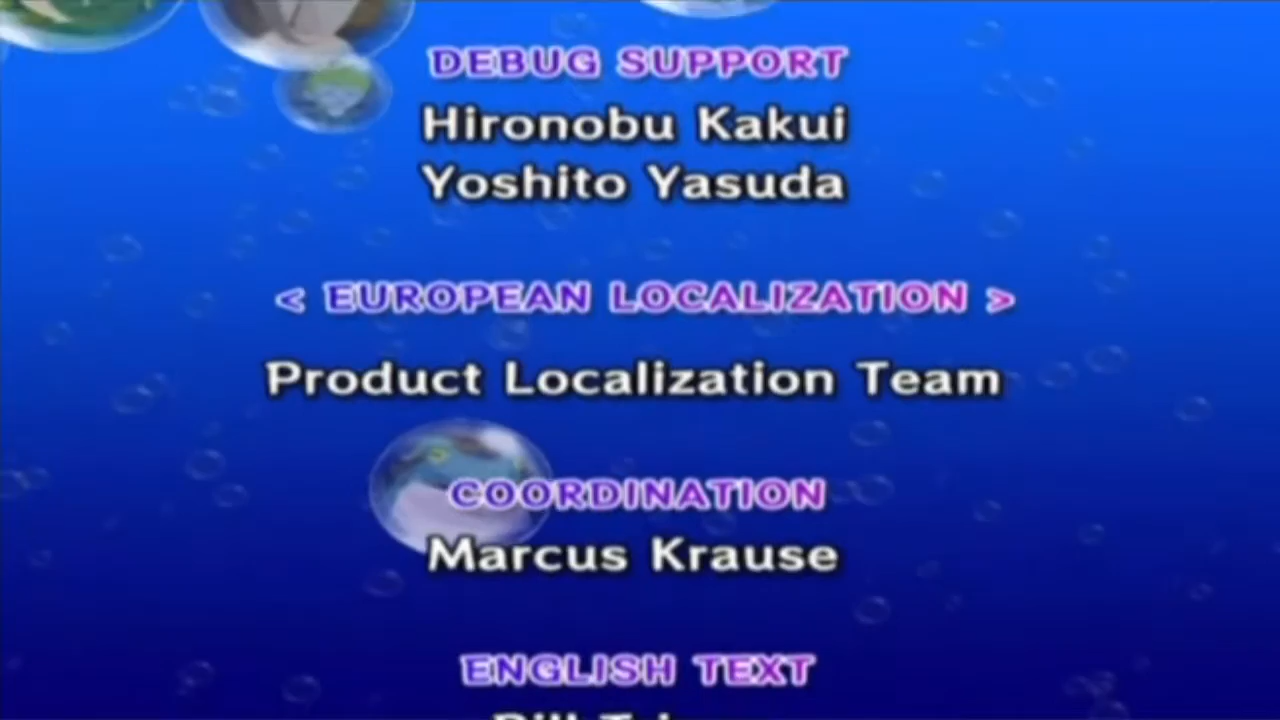 DEBUG SUPPORT
Hironobu Kakui
Yoshito Yasuda
< EUROPEAN LOCALIZATION >
Product Localization Team
COORDINATION
Marcus Krause
ENGLISH TEXT